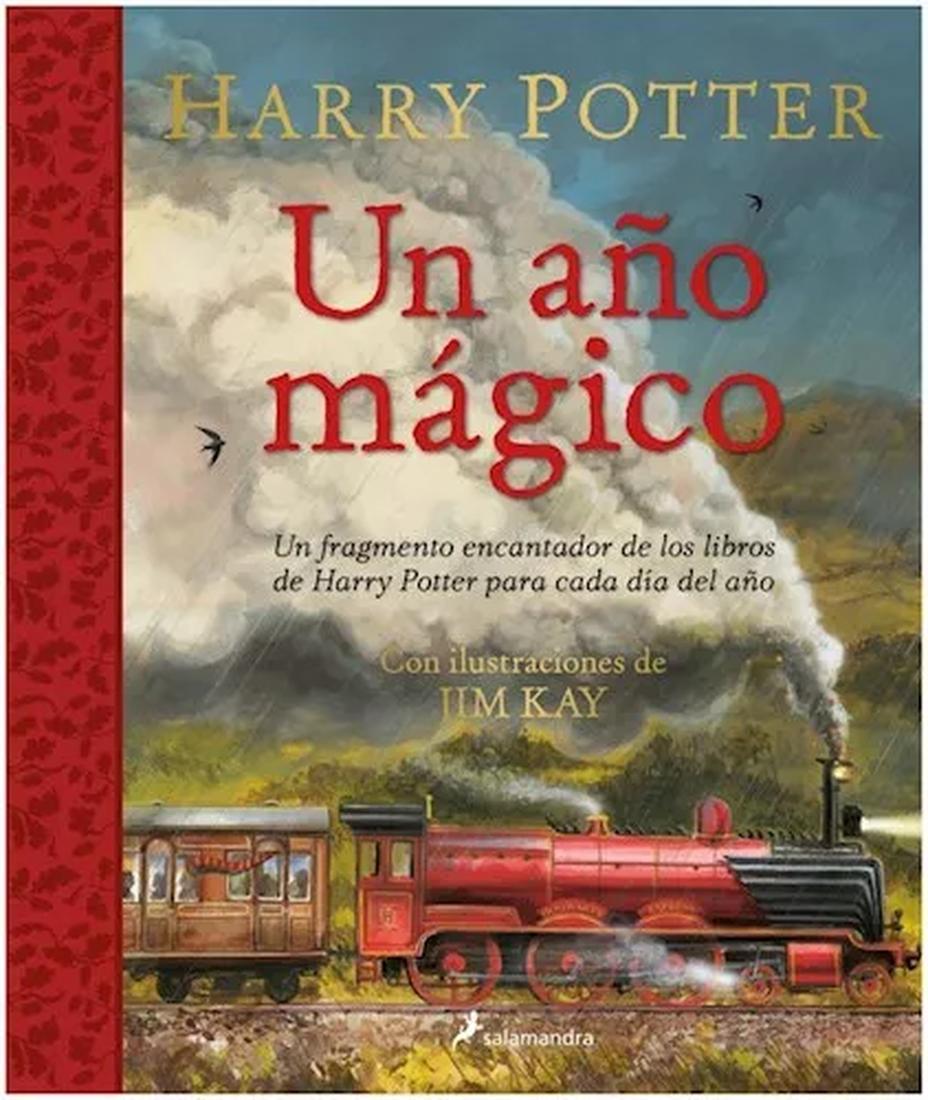 HARRY POTTER
Un año
mágico
Un fragmento encantador de los libros
de Harry Potter para cada día del año
Con ilustraciones de
JIM KAY
salamandra